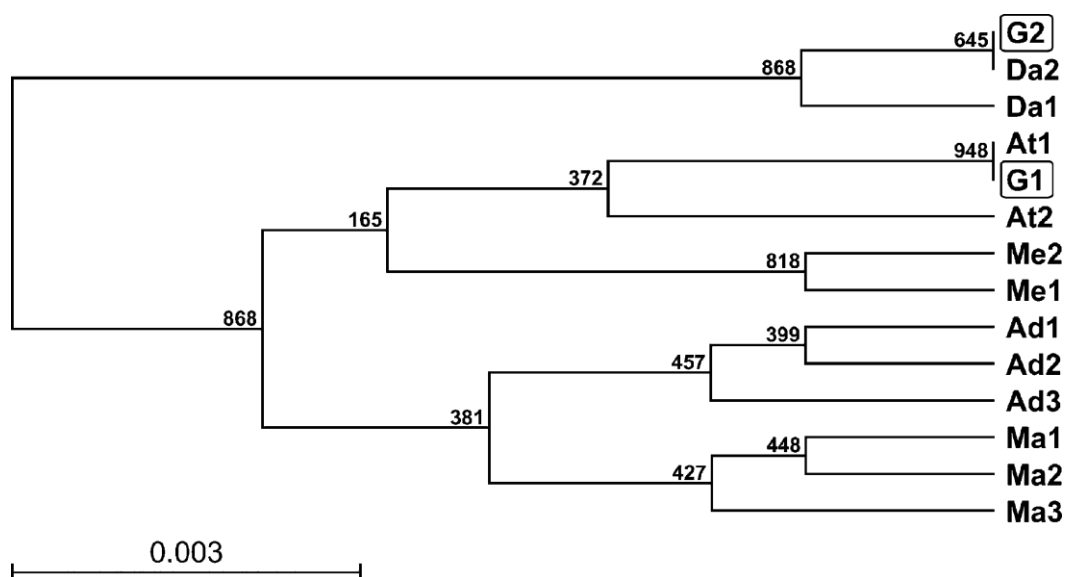 645 G2
868 Da2
Da1
948 At1
372 G1
165 At2
818 Me2
Me1
868
399 Ad1
457 Ad2
381 Ad3
448 Ma1
427 Ma2
Ma3
0.003